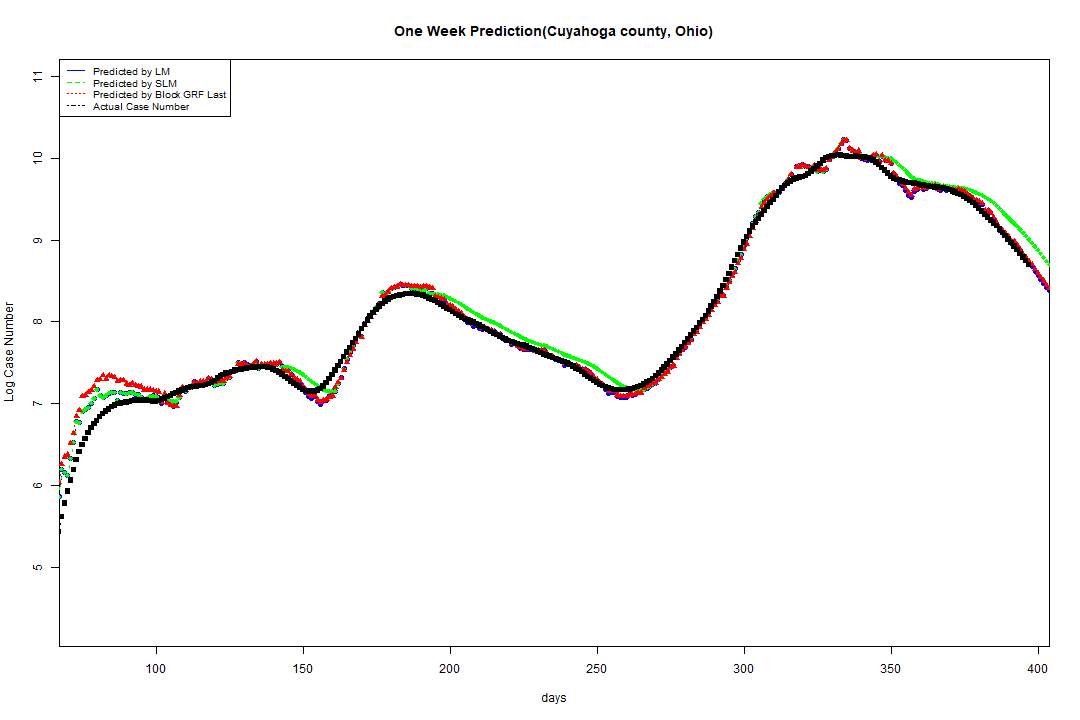 One Week Prediction(Cuyahoga county, Ohio)
Predicted by LM
Predicted by SLM
Predicted by Block GRF Last
Actual Case Number
Log Case Number
11
10
9
8
7
6
5
100 150 200 250 300 350 400
days